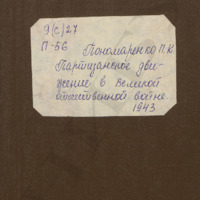 9(с)27
П-56 Пономаренко П.К
Партизанское дви-
жение в Великой
отечественной войне.
1943